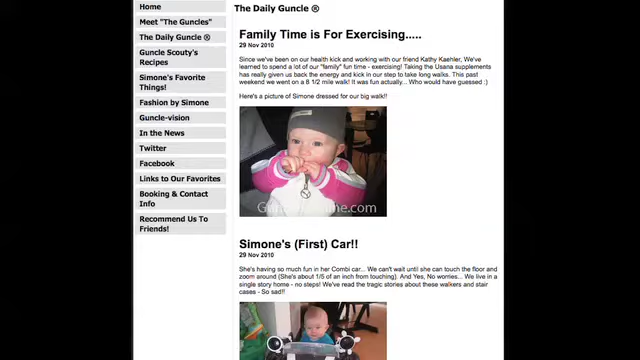 Home
Meet "The Guncles"
The Daily Guncle ®
Guncle Scouty's
Recipes
Simone's Favorite
Things!
Fashion by Simone
Guncle-vision
In the News
Twitter
Facebook
Links to Our Favorites
Booking & Contact
Info
Recommend Us To
Friends!
The Daily Guncle ®
Family Time is For Exercising.....
29 Nov 2010
Since we've been on our health kick and working with our friend Kathy Kaehler, We've
learned to spend a lot of our "family" fun time - exercising! Taking the Usana supplements
has really given us back the energy and kick in our step to take long walks. This past
weekend we went on a 8 1/2 mile walk! It was fun actually... Who would have guessed :)
Here's a picture of Simone dressed for our big walk!!
Simone's (First) Car!!
29 Nov 2010
She's having so much fun in her Combi car... We can't wait until she can touch the floor and
zoom around (She's about 1/5 of an inch from touching). And Yes, No worries... We live in a
single story home - no steps! We've read the tragic stories about these walkers and stair
cases - So sad!!